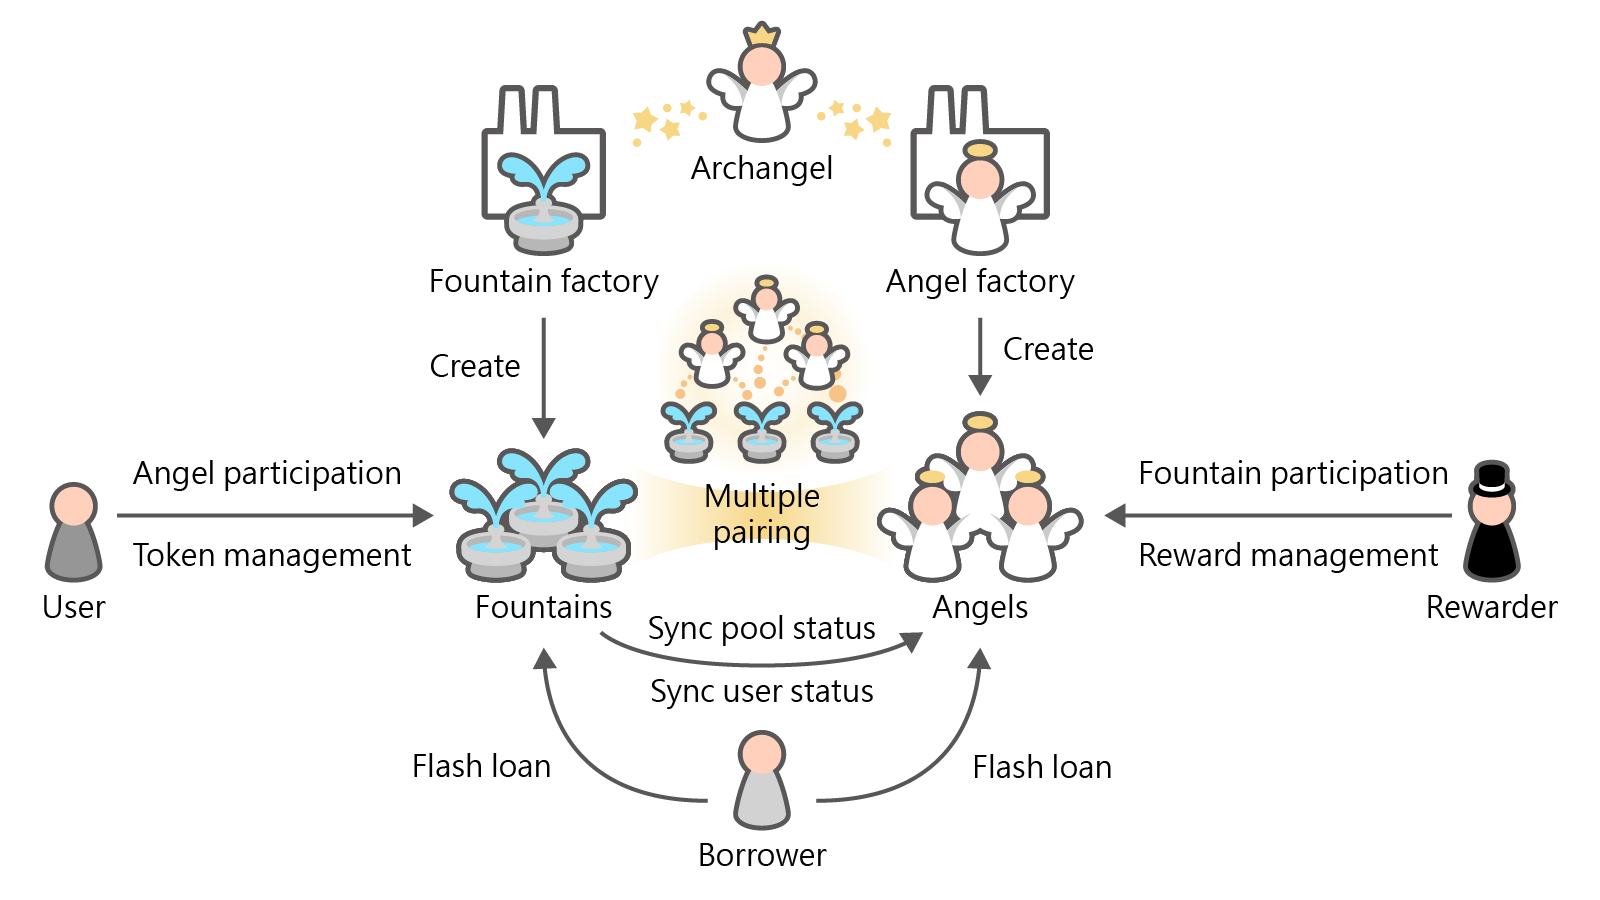 Archangel
Fountain factory
Angel factory
Create
Create
Angel participation
Token management
User
Multiple
pairing
Fountain participation
Reward management
Rewarder
Fountains
Angels
Sync pool status
Sync user status
Flash loan
Flash loan
Borrower